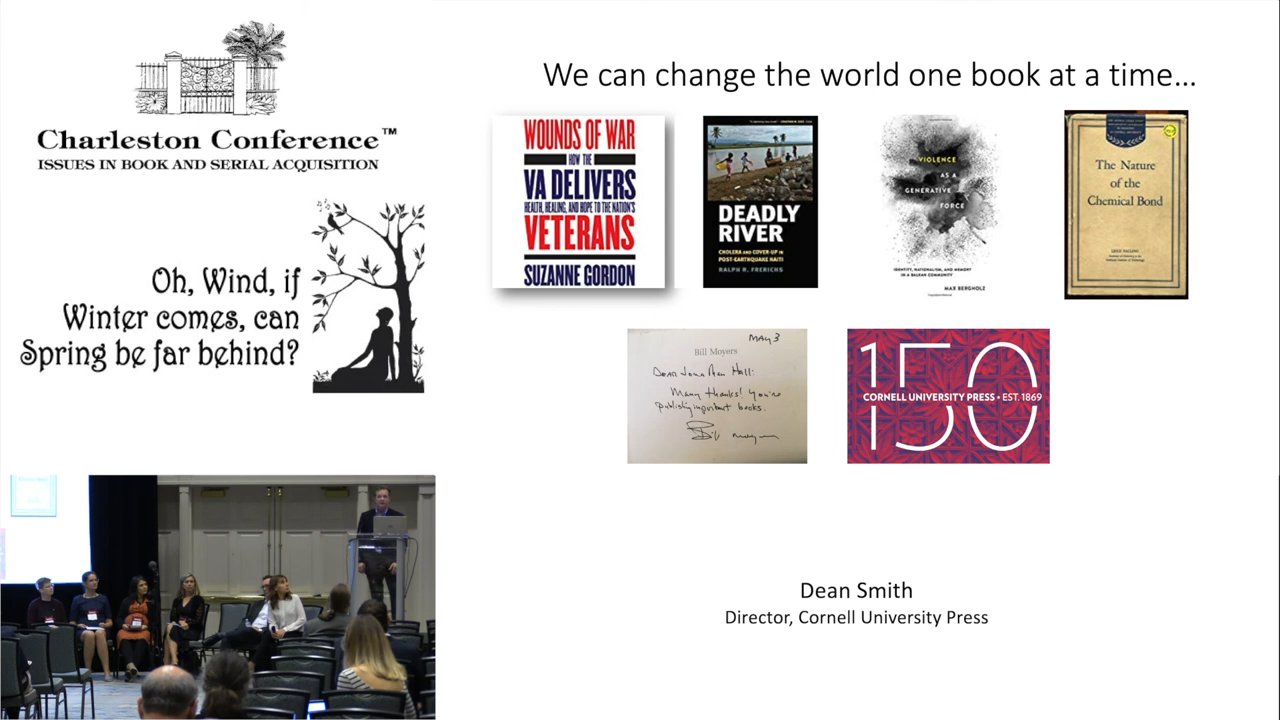 Charleston Conference™
ISSUES IN BOOK AND SERIAL ACQUISITION
Oh, Wind, if
Winter comes, can
Spring be far behind?
We can change the world one book at a time...
WOUNDS OF WAR
HOW THE
VA DELIVERS
HEALTH, HEALING, AND HOPE TO THE NATION'S
VETERANS
SUZANNE GORDON
DEADLY
RIVER
CHOLERA AND COVER-UP IN
POST-EARTHQUAKE HAITI
RALPH R. FRERICHS
VIOLENCE
AS A
GENERATIVE
FORCE
IDENTITY, NATIONALISM, AND MEMORY
IN A BALKAN COMMUNITY
MAX BERGHOLZ
The Nature
of the
Chemical Bond
LINUS PAULING
MAY 3
Bill Moyers
Dear Jonathan Hall:
Many thanks! You're
publishing important books.
Bill Moyers
150
CORNELL UNIVERSITY PRESS • EST. 1869
Dean Smith
Director, Cornell University Press